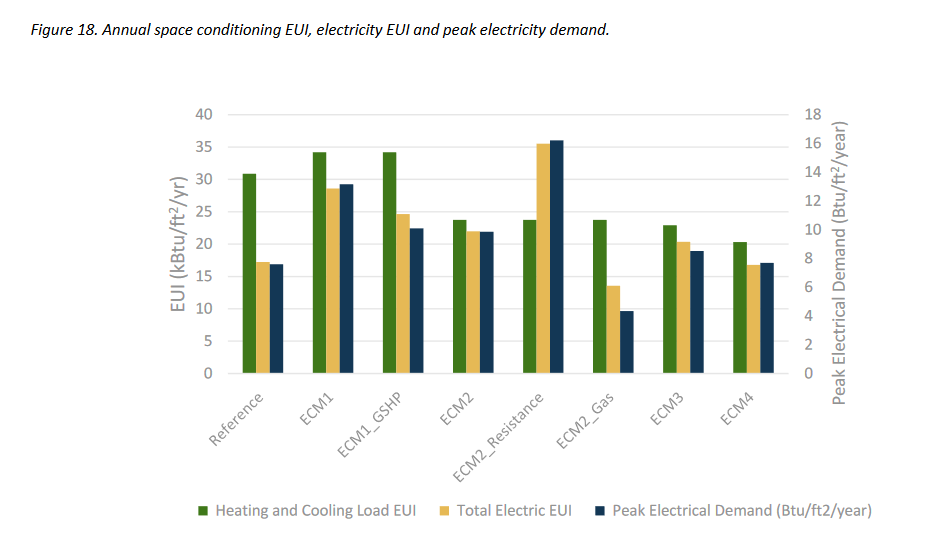 Figure 18. Annual space conditioning EUI, electricity EUI and peak electricity demand.
EUI (kBtu/ft²/yr)
40
35
30
25
20
15
10
5
0
18
16
14
12
10
8
6
4
2
0
Peak Electrical Demand (Btu/ft²/year)
Reference
ECM1
ECM1_GSHP
ECM2
ECM2_Resistance
ECM2_Gas
ECM3
ECM4
Heating and Cooling Load EUI
Total Electric EUI
Peak Electrical Demand (Btu/ft2/year)